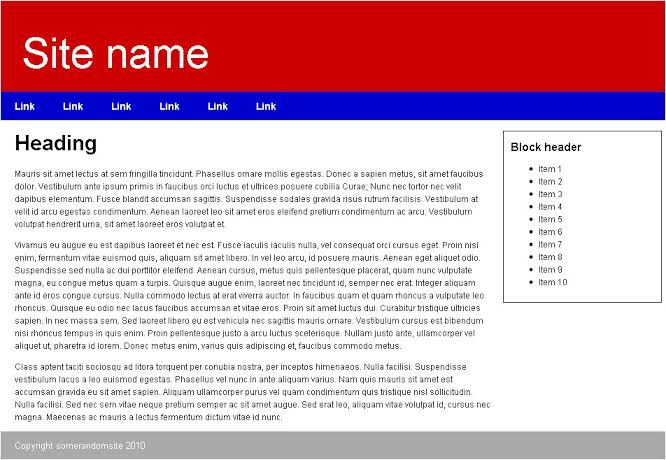 Site name
Link Link Link Link Link Link
Heading
Mauris sit amet lectus at sem fringilla tincidunt. Phasellus ornare mollis egestas. Donec a sapien metus, sit amet faucibus
dolor. Vestibulum ante ipsum primis in faucibus orci luctus et ultrices posuere cubilia Curae; Nunc nec tortor nec velit
dapibus elementum. Fusce blandit accumsan sagittis. Suspendisse sodales gravida risus rutrum facilisis. Vestibulum at
velit id arcu egestas condimentum. Aenean laoreet leo sit amet eros eleifend pretium condimentum ac arcu. Vestibulum
volutpat hendrerit urna, sit amet laoreet eros volutpat et.
Vivamus eu augue eu est dapibus laoreet et nec est. Fusce iaculis iaculis nulla, vel consequat orci cursus eget. Proin nisi
enim, fermentum vitae euismod quis, aliquam sit amet libero. In vel leo arcu, id posuere mauris. Aenean eget aliquet odio.
Suspendisse sed nulla ac dui porttitor eleifend. Aenean cursus, metus quis pellentesque placerat, quam nunc vulputate
magna, eu congue metus quam a turpis. Quisque augue enim, laoreet nec tincidunt id, semper nec erat. Integer aliquam
ante id eros congue cursus. Nulla commodo lectus at erat viverra auctor. In faucibus quam et quam rhoncus a vulputate leo
rhoncus. Quisque eu odio nec lacus faucibus accumsan et vitae eros. Proin sit amet luctus dui. Curabitur tristique ultricies
sapien. In nec massa sem. Sed laoreet libero eu est vehicula nec sagittis mauris ornare. Vestibulum cursus est bibendum
nisi rhoncus tempus in quis enim. Proin pellentesque justo a arcu luctus scelerisque. Nullam justo ante, ullamcorper vel
aliquet ut, pharetra id lorem. Donec metus enim, varius quis adipiscing et, faucibus commodo metus.
Class aptent taciti sociosqu ad litora torquent per conubia nostra, per inceptos himenaeos. Nulla facilisi. Suspendisse
vestibulum lacus a leo euismod egestas. Phasellus vel nunc in ante aliquam varius. Nam quis mauris sit amet est
accumsan gravida eu sit amet sapien. Aliquam ullamcorper purus vel quam condimentum quis tristique nisl sollicitudin.
Nulla facilisi. Sed nec sem vitae neque pretium semper ac sit amet augue. Sed erat leo, aliquam vitae volutpat id, cursus nec
magna. Maecenas ac mauris a lectus fermentum dictum vitae id nunc.
Block header
Item 1
Item 2
Item 3
Item 4
Item 5
Item 6
Item 7
Item 8
Item 9
Item 10
Copyright somerandomsite 2010